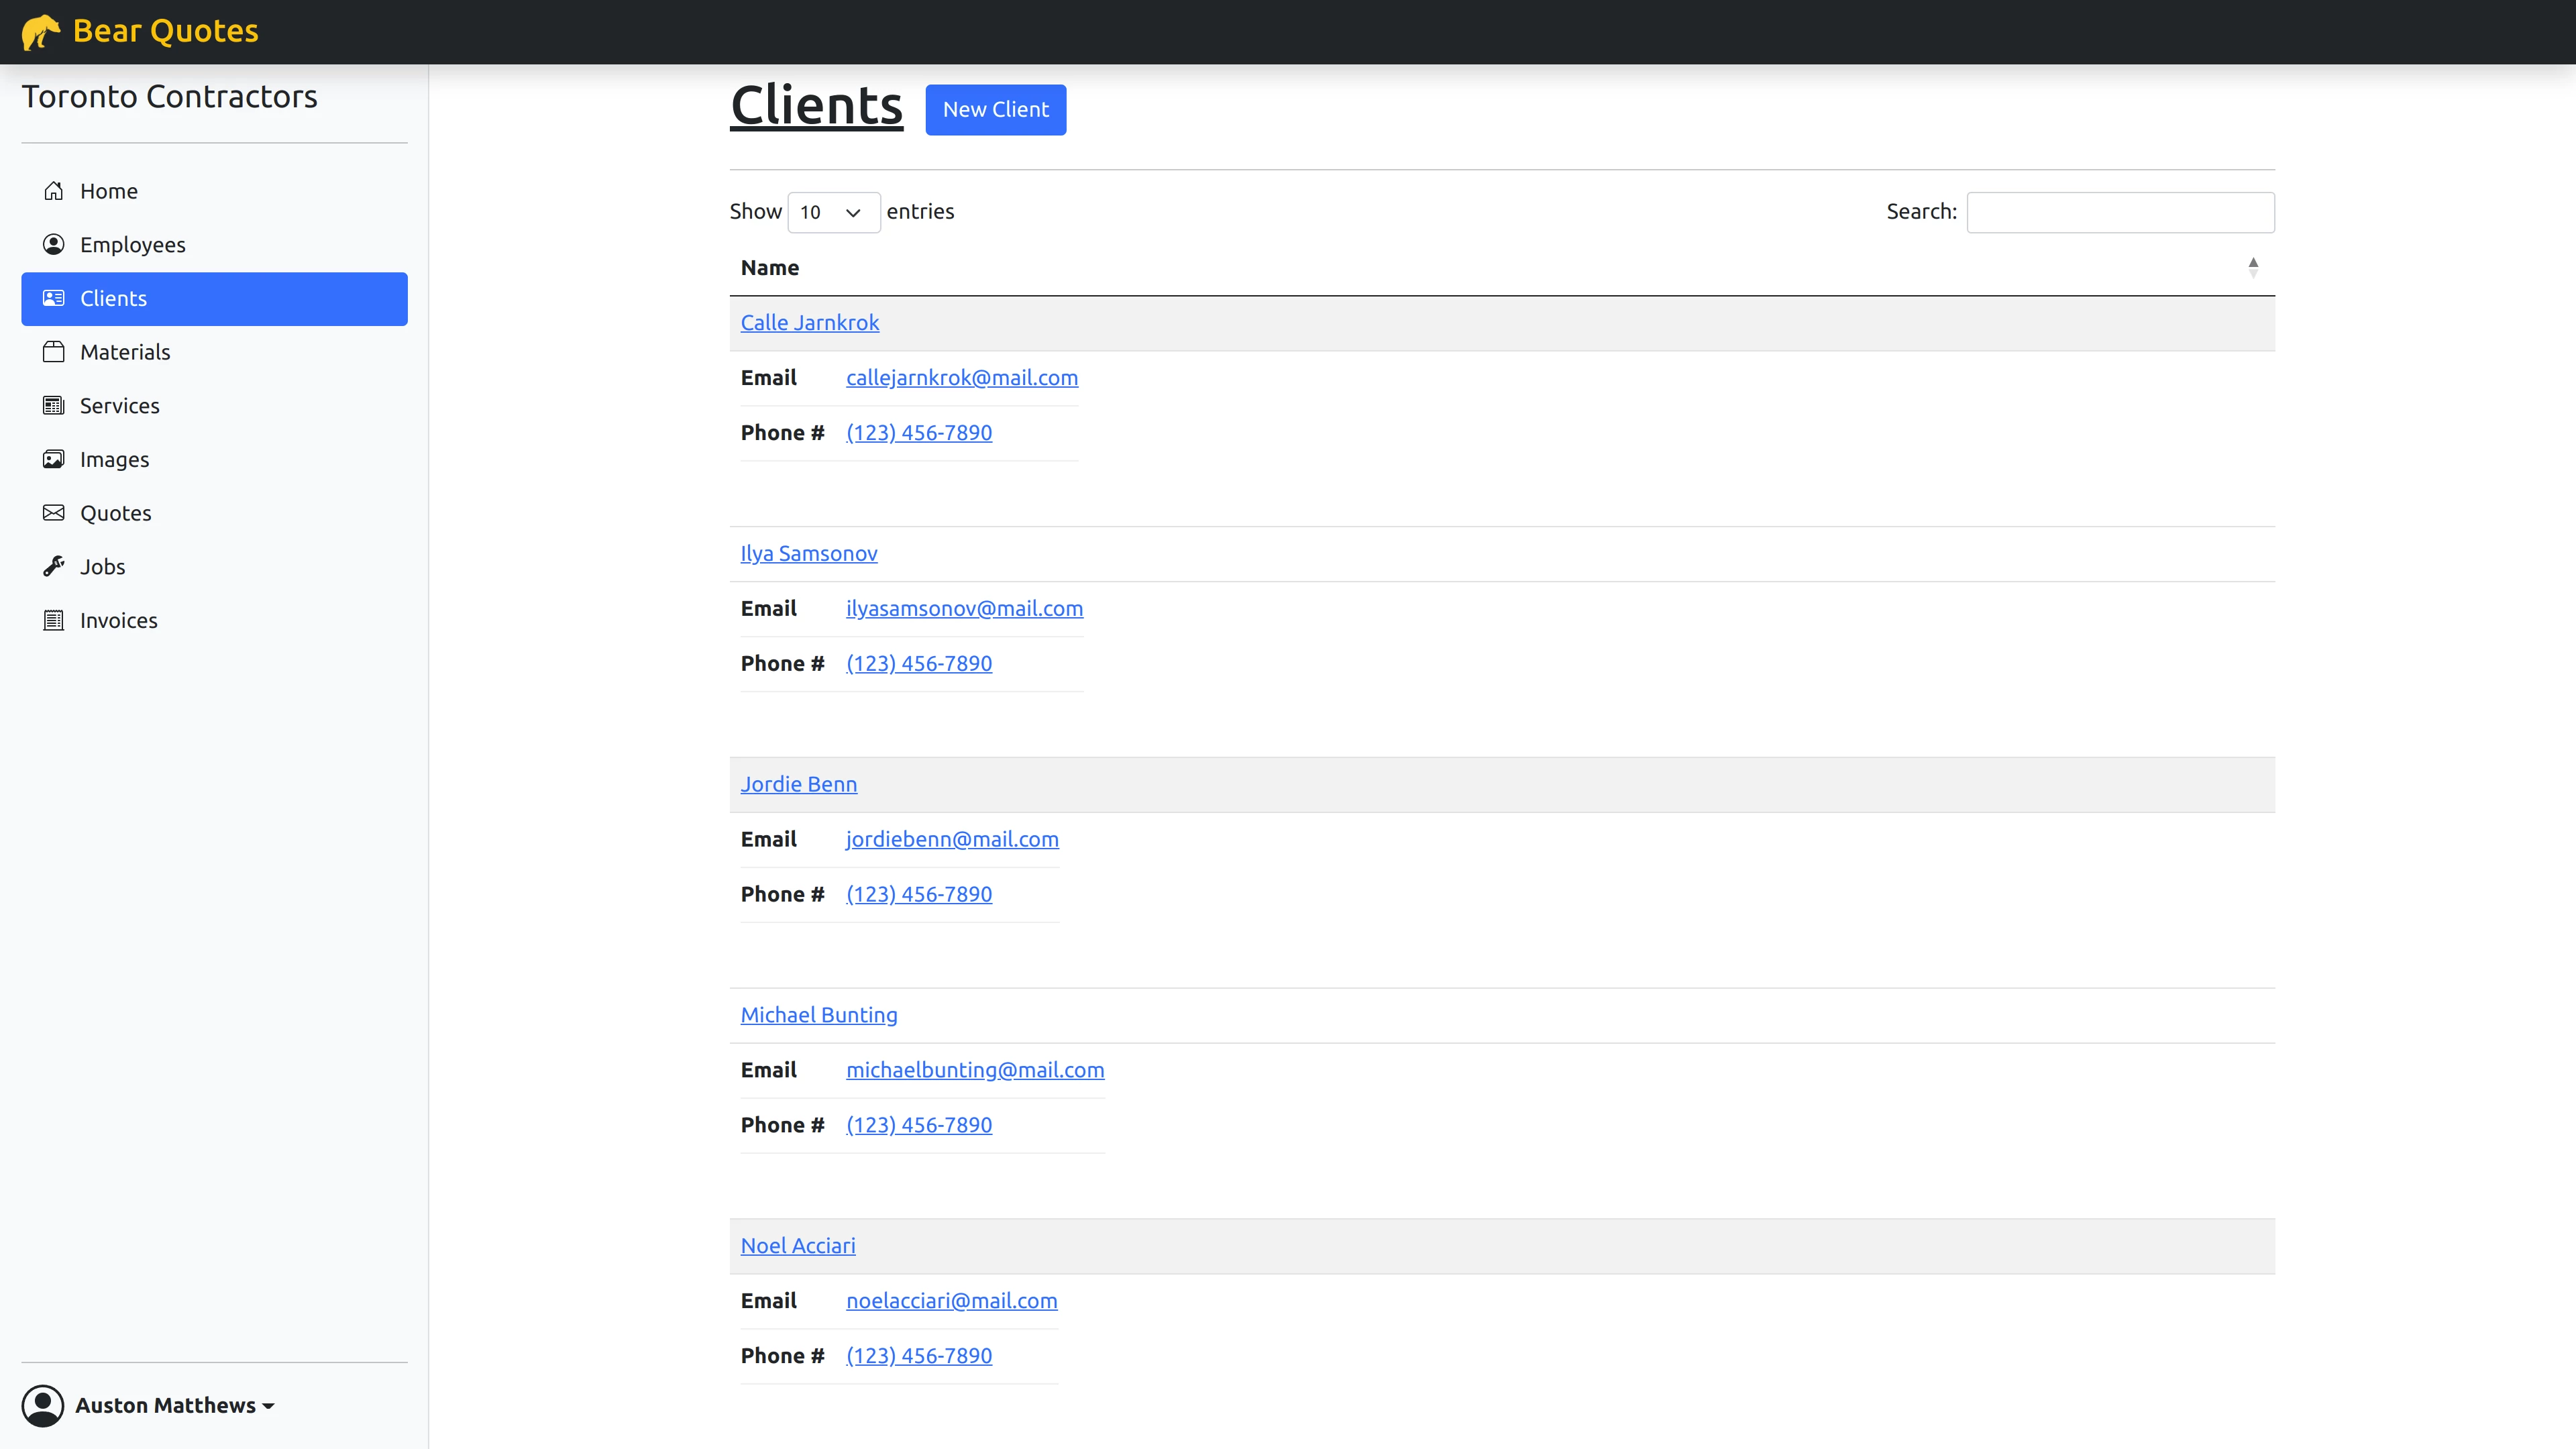 Bear Quotes
Toronto Contractors
Home
Employees
Clients
Materials
Services
Images
Quotes
Jobs
Invoices
Auston Matthews
Clients New Client
Show 10 entries Search:
Name
Calle Jarnkrok
Email callejarnkrok@mail.com
Phone # (123) 456-7890
Ilya Samsonov
Email ilyasamsonov@mail.com
Phone # (123) 456-7890
Jordie Benn
Email jordiebenn@mail.com
Phone # (123) 456-7890
Michael Bunting
Email michaelbunting@mail.com
Phone # (123) 456-7890
Noel Acciari
Email noelacciari@mail.com
Phone # (123) 456-7890